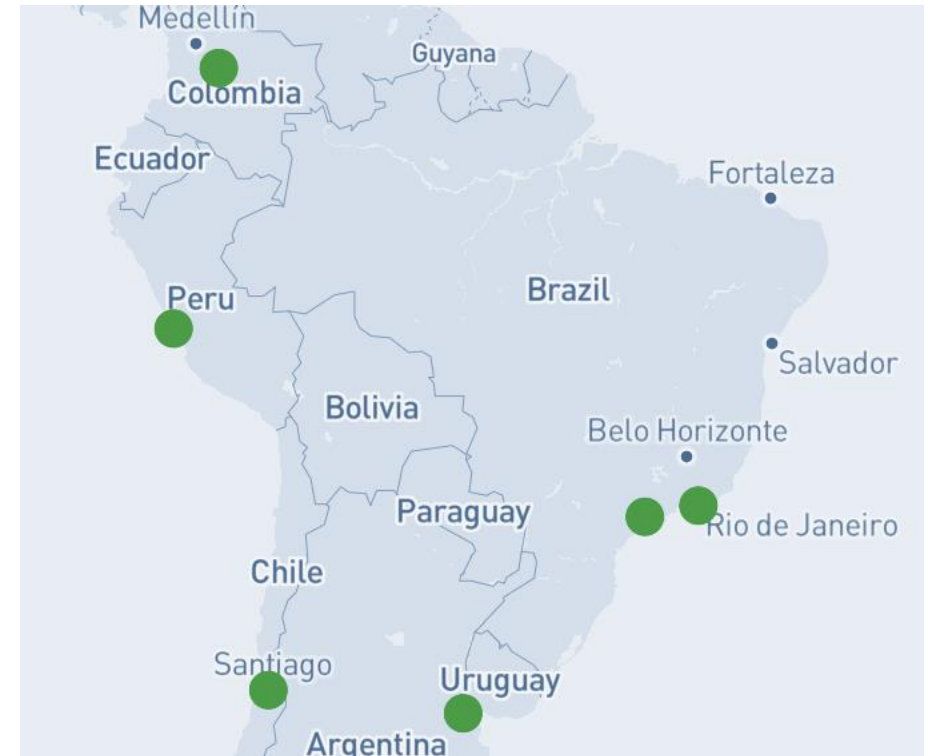 Medellín
Guyana
Colombia
Ecuador
Fortaleza
Brazil
Peru
Salvador
Bolivia
Belo Horizonte
Paraguay
Rio de Janeiro
Chile
Santiago
Uruguay
Argentina